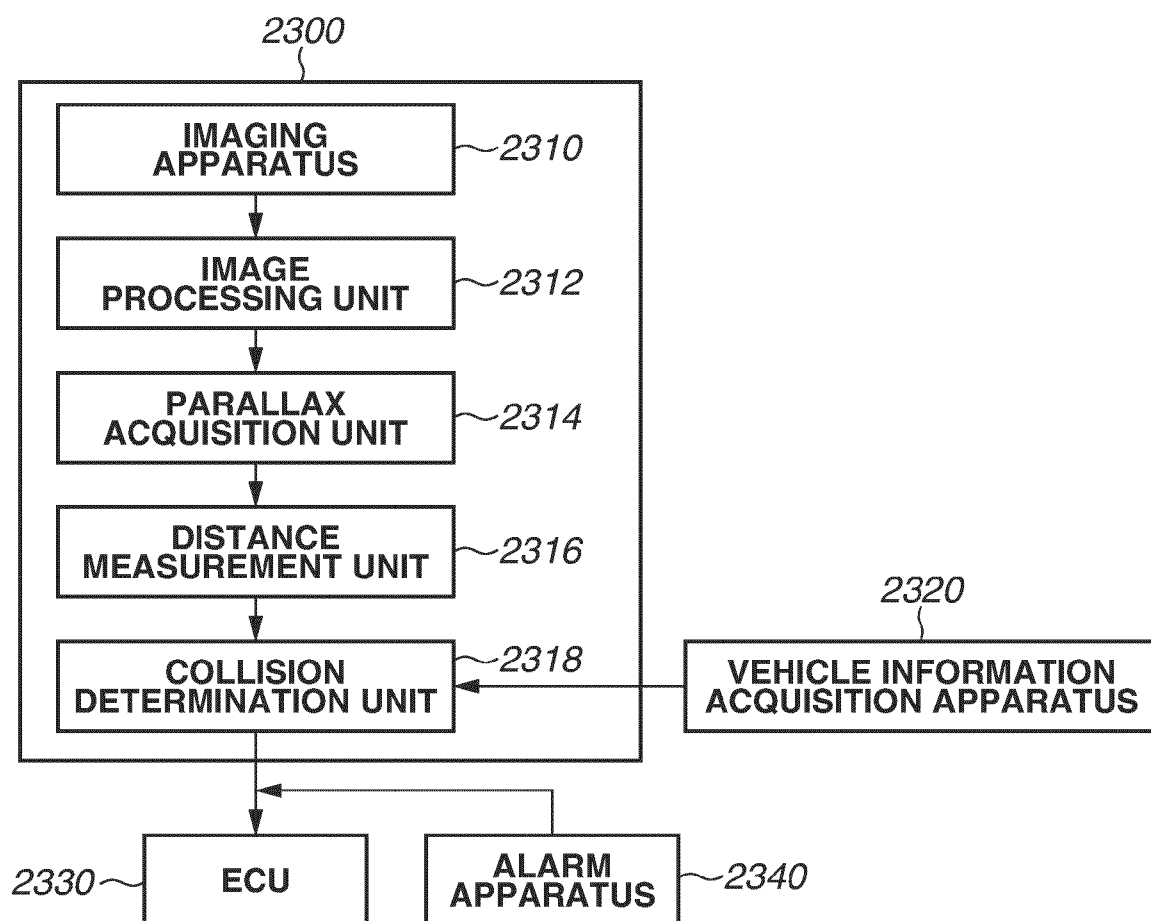 2300
IMAGING
APPARATUS
2310
IMAGE
PROCESSING UNIT
2312
PARALLAX
ACQUISITION UNIT
2314
DISTANCE
MEASUREMENT UNIT
2316
2320
COLLISION
DETERMINATION UNIT
2318
VEHICLE INFORMATION
ACQUISITION APPARATUS
2330
ECU
ALARM
APPARATUS
2340